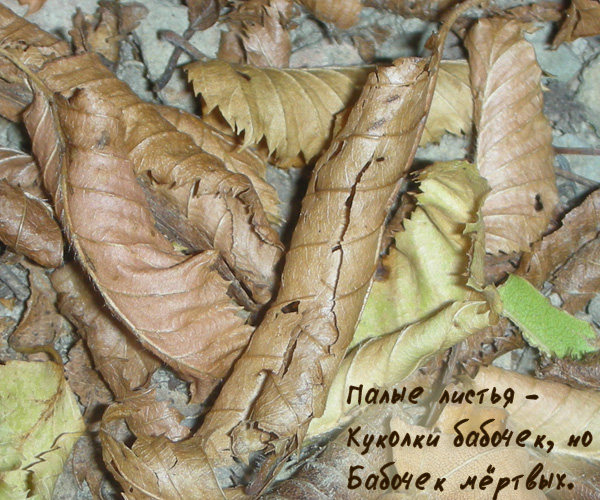 Палые листья -
Куколки бабочек, но
Бабочек мёртвых.